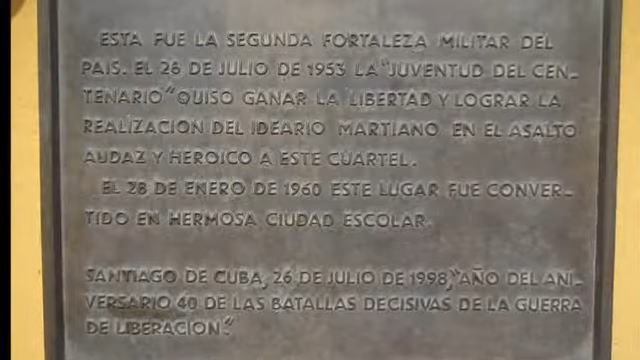 ESTA FUE LA SEGUNDA FORTALEZA MILITAR DEL
PAIS. EL 26 DE JULIO DE 1953 LA "JUVENTUD DEL CEN-
TENARIO" QUISO GANAR LA LIBERTAD Y LOGRAR LA
REALIZACION DEL IDEARIO MARTIANO EN EL ASALTO
AUDAZ Y HEROICO A ESTE CUARTEL.
EL 28 DE ENERO DE 1960 ESTE LUGAR FUE CONVER-
TIDO EN HERMOSA CIUDAD ESCOLAR.
SANTIAGO DE CUBA, 26 DE JULIO DE 1998, "AÑO DEL ANI-
VERSARIO 40 DE LAS BATALLAS DECISIVAS DE LA GUERRA
DE LIBERACION."